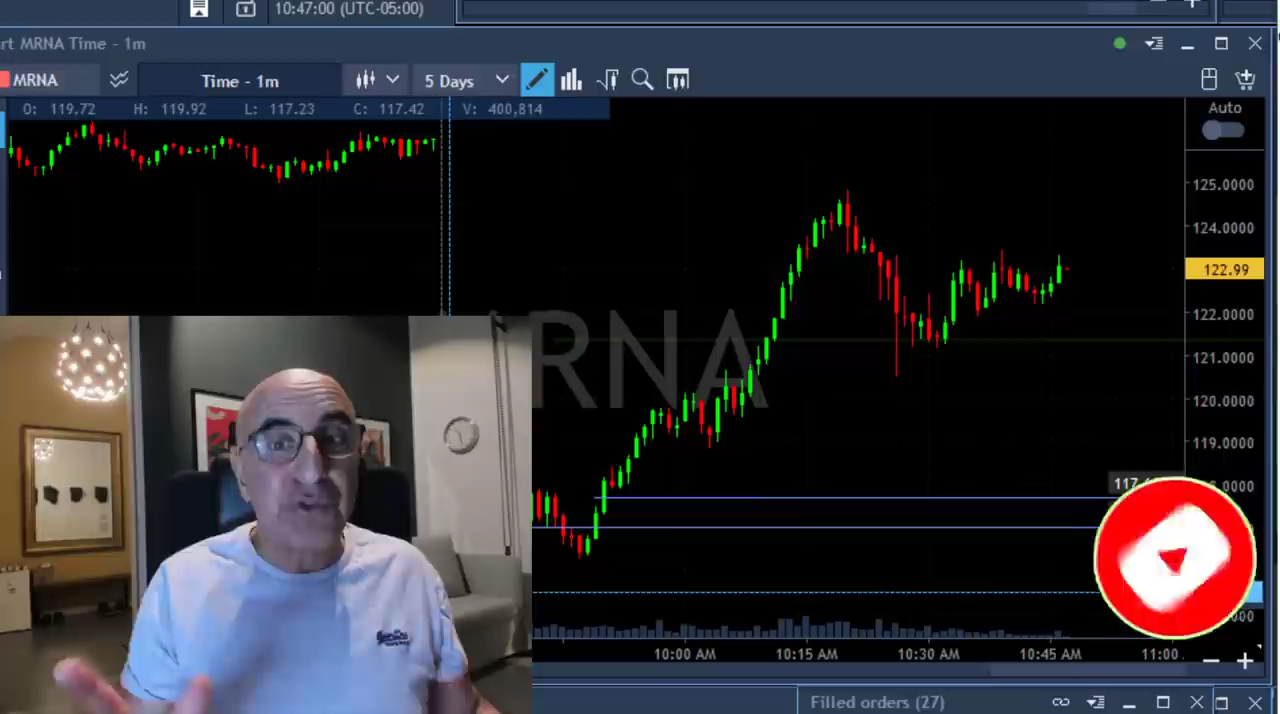 10:47:00 (UTC-05:00)
rt MRNA Time - 1m
MRNA
Time - 1m
5 Days
O: 119.72 H: 119.92 L: 117.23 C: 117.42 V: 400,814
Auto
125.0000
124.0000
122.99
122.0000
RNA
121.0000
120.0000
119.0000
117.
8.0000
10:00 AM 10:15 AM 10:30 AM 10:45 AM 11:00
Filled orders (27)